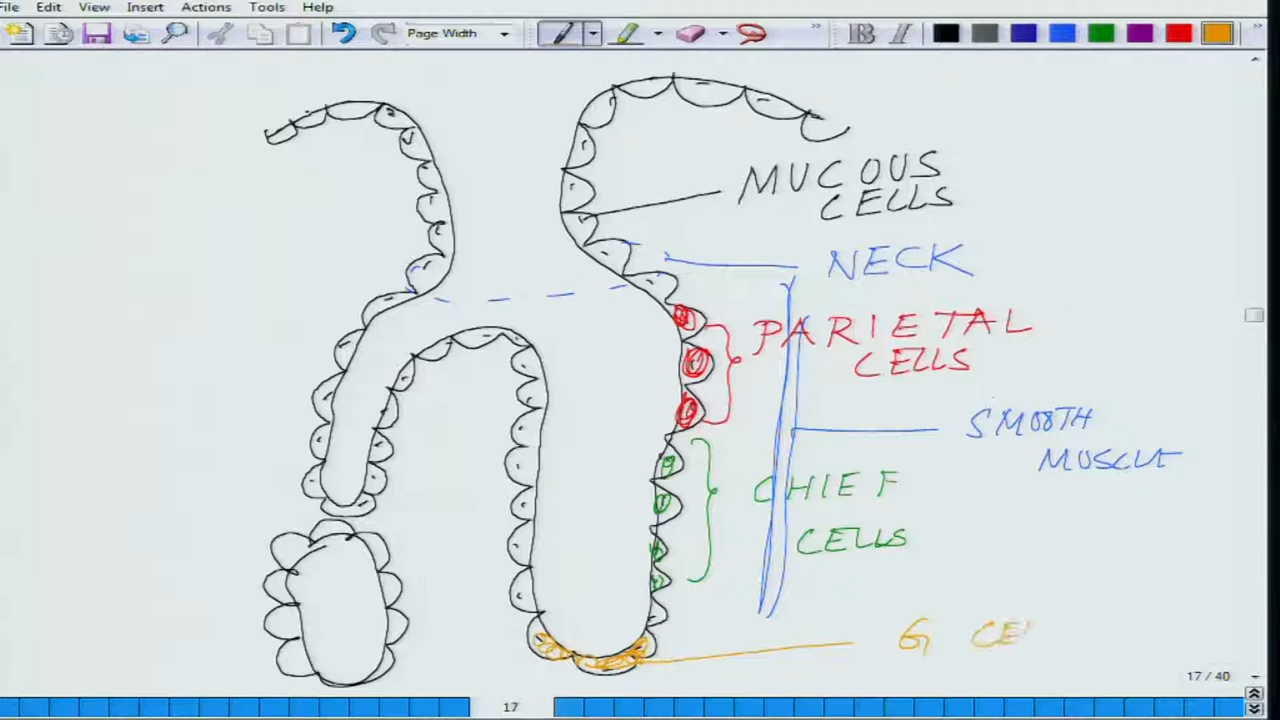 File Edit View Insert Actions Tools Help
Page Width
MUCOUS
CELLS
NECK
PARIETAL
CELLS
SMOOTH
MUSCLE
CHIEF
CELLS
G CE
17 / 40
17